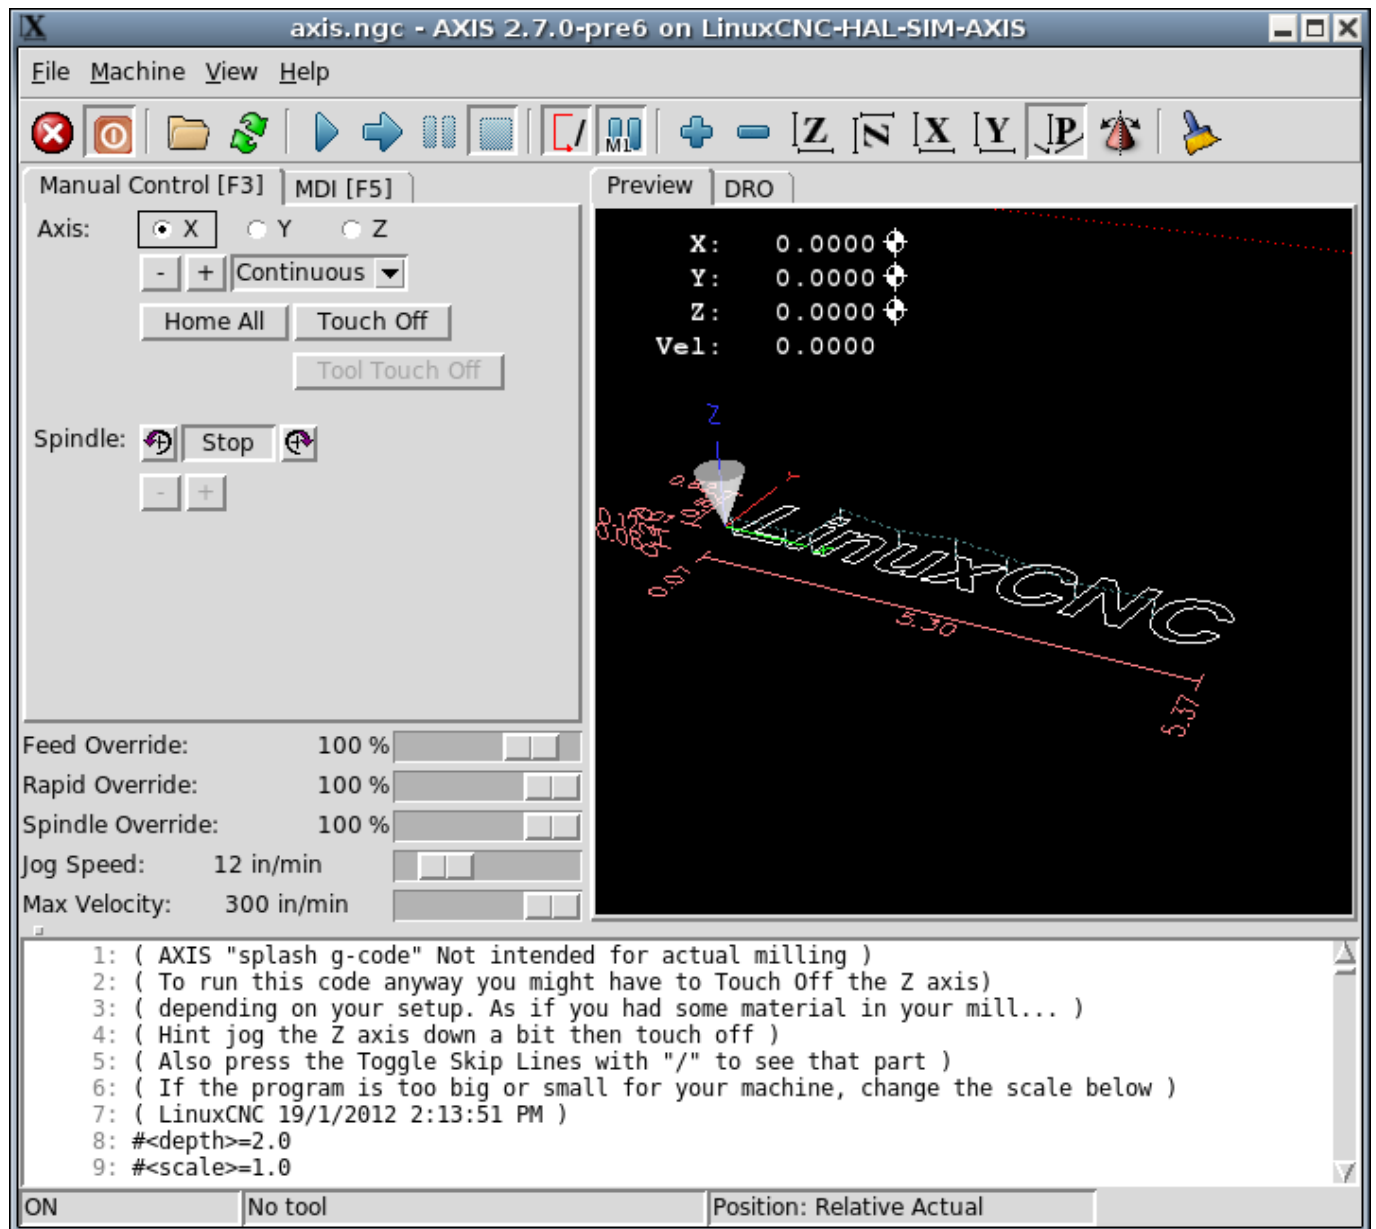 axis.ngc - AXIS 2.7.0-pre6 on LinuxCNC-HAL-SIM-AXIS
File Machine View Help
M1 Z N X Y P
Manual Control [F3] MDI [F5]
Axis: X Y Z
- + Continuous
Home All Touch Off
Tool Touch Off
Spindle: Stop
- +
Feed Override: 100 %
Rapid Override: 100 %
Spindle Override: 100 %
Jog Speed: 12 in/min
Max Velocity: 300 in/min
Preview DRO
X: 0.0000
Y: 0.0000
Z: 0.0000
Vel: 0.0000
Z
Y
X
LinuxCNC
0.07
5.30
5.37
1: ( AXIS "splash g-code" Not intended for actual milling )
2: ( To run this code anyway you might have to Touch Off the Z axis)
3: ( depending on your setup. As if you had some material in your mill... )
4: ( Hint jog the Z axis down a bit then touch off )
5: ( Also press the Toggle Skip Lines with "/" to see that part )
6: ( If the program is too big or small for your machine, change the scale below )
7: ( LinuxCNC 19/1/2012 2:13:51 PM )
8: #<depth>=2.0
9: #<scale>=1.0
ON No tool Position: Relative Actual